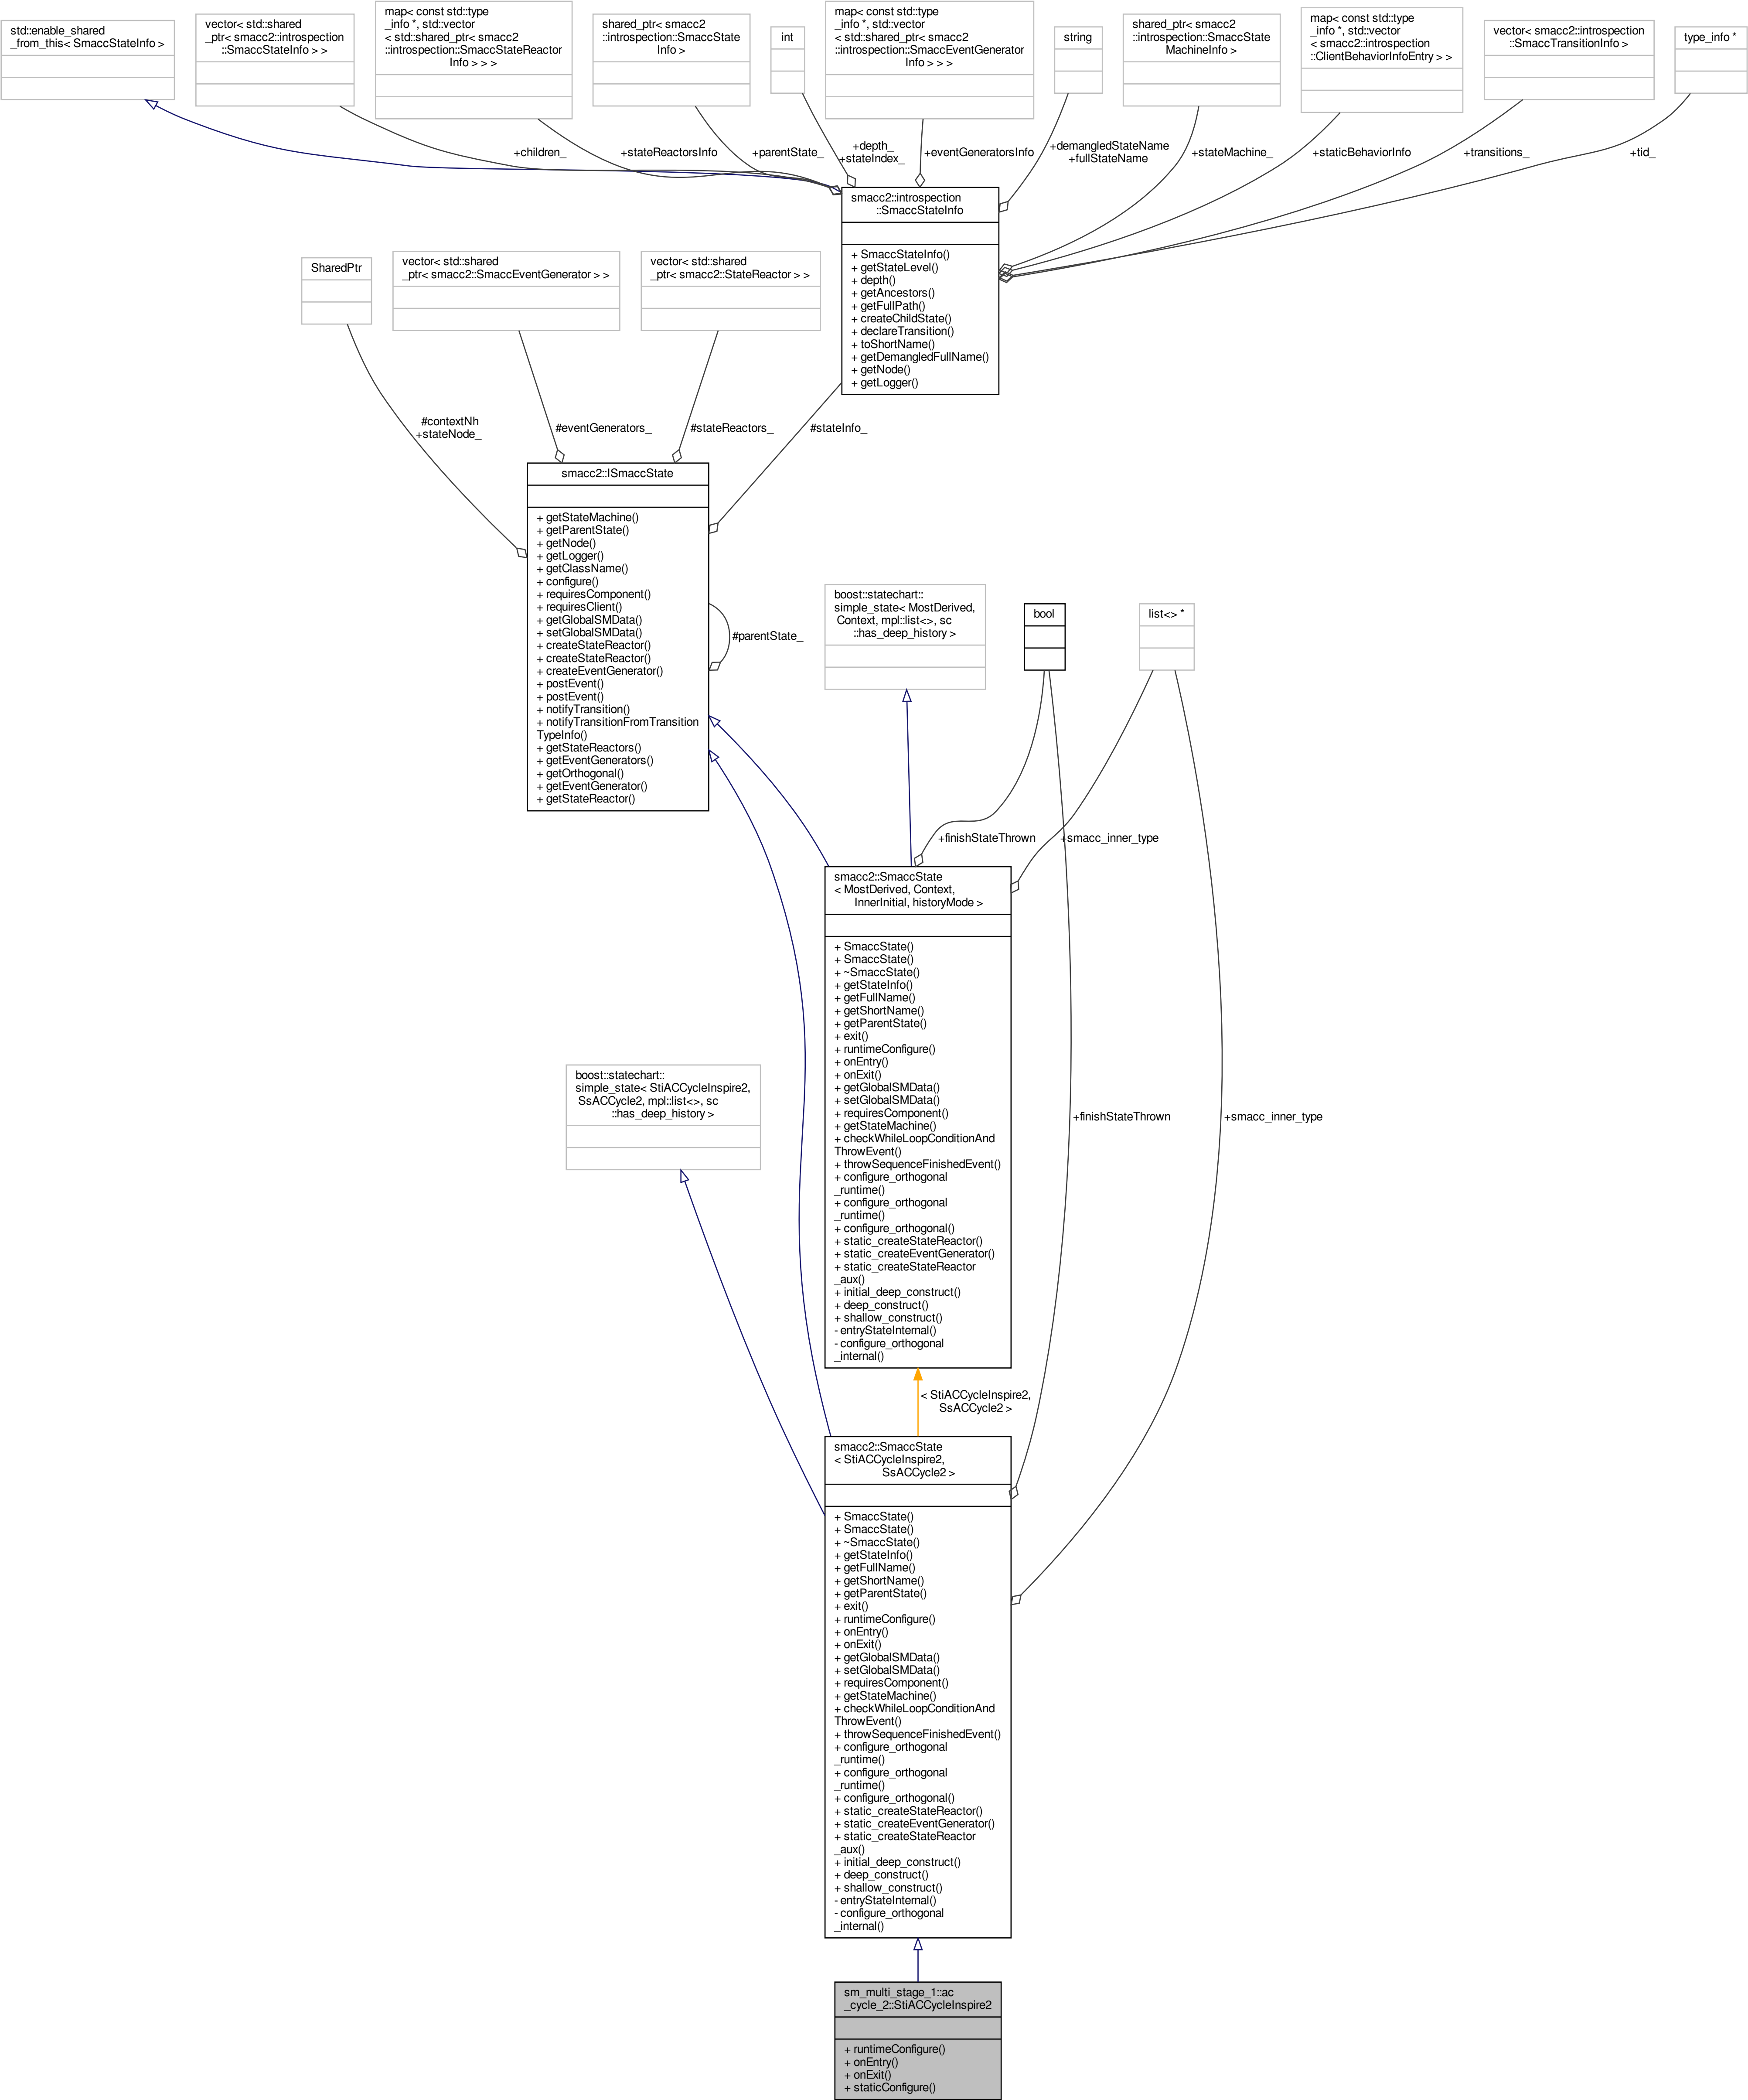 std::enable_shared
_from_this< SmaccStateInfo >
vector< std::shared
_ptr< smacc2::introspection
::SmaccStateInfo > >
map< const std::type
_info *, std::vector
< std::shared_ptr< smacc2
::introspection::SmaccStateReactor
Info > > >
shared_ptr< smacc2
::introspection::SmaccState
Info >
int
map< const std::type
_info *, std::vector
< std::shared_ptr< smacc2
::introspection::SmaccEventGenerator
Info > > >
string
shared_ptr< smacc2
::introspection::SmaccState
MachineInfo >
map< const std::type
_info *, std::vector
< smacc2::introspection
::ClientBehaviorInfoEntry > >
vector< smacc2::introspection
::SmaccTransitionInfo >
type_info *
+children_
+stateReactorsInfo
+parentState_
+depth_
+stateIndex_
+eventGeneratorsInfo
+demangledStateName
+fullStateName
+stateMachine_
+staticBehaviorInfo
+transitions_
+tid_
smacc2::introspection
::SmaccStateInfo
+ SmaccStateInfo()
+ getStateLevel()
+ depth()
+ getAncestors()
+ getFullPath()
+ createChildState()
+ declareTransition()
+ toShortName()
+ getDemangledFullName()
+ getNode()
+ getLogger()
SharedPtr
vector< std::shared
_ptr< smacc2::SmaccEventGenerator > >
vector< std::shared
_ptr< smacc2::StateReactor > >
#contextNh
+stateNode_
#eventGenerators_
#stateReactors_
#stateInfo_
smacc2::ISmaccState
+ getStateMachine()
+ getParentState()
+ getNode()
+ getLogger()
+ getClassName()
+ configure()
+ requiresComponent()
+ requiresClient()
+ getGlobalSMData()
+ setGlobalSMData()
+ createStateReactor()
+ createStateReactor()
+ createEventGenerator()
+ postEvent()
+ postEvent()
+ notifyTransition()
+ notifyTransitionFromTransition
TypeInfo()
+ getStateReactors()
+ getEventGenerators()
+ getOrthogonal()
+ getEventGenerator()
+ getStateReactor()
#parentState_
boost::statechart::
simple_state< MostDerived,
Context, mpl::list<>, sc
::has_deep_history >
bool
list<> *
+finishStateThrown
+smacc_inner_type
smacc2::SmaccState
< MostDerived, Context,
InnerInitial, historyMode >
+ SmaccState()
+ SmaccState()
+ ~SmaccState()
+ getStateInfo()
+ getFullName()
+ getShortName()
+ getParentState()
+ exit()
+ runtimeConfigure()
+ onEntry()
+ onExit()
+ getGlobalSMData()
+ setGlobalSMData()
+ requiresComponent()
+ getStateMachine()
+ checkWhileLoopConditionAnd
ThrowEvent()
+ throwSequenceFinishedEvent()
+ configure_orthogonal
_runtime()
+ configure_orthogonal
_runtime()
+ configure_orthogonal()
+ static_createStateReactor()
+ static_createEventGenerator()
+ static_createStateReactor
_aux()
+ initial_deep_construct()
+ deep_construct()
+ shallow_construct()
- entryStateInternal()
- configure_orthogonal
_internal()
boost::statechart::
simple_state< StiACCycleInspire2,
SsACCycle2, mpl::list<>, sc
::has_deep_history >
+finishStateThrown
+smacc_inner_type
< StiACCycleInspire2,
SsACCycle2 >
smacc2::SmaccState
< StiACCycleInspire2,
SsACCycle2 >
+ SmaccState()
+ SmaccState()
+ ~SmaccState()
+ getStateInfo()
+ getFullName()
+ getShortName()
+ getParentState()
+ exit()
+ runtimeConfigure()
+ onEntry()
+ onExit()
+ getGlobalSMData()
+ setGlobalSMData()
+ requiresComponent()
+ getStateMachine()
+ checkWhileLoopConditionAnd
ThrowEvent()
+ throwSequenceFinishedEvent()
+ configure_orthogonal
_runtime()
+ configure_orthogonal
_runtime()
+ configure_orthogonal()
+ static_createStateReactor()
+ static_createEventGenerator()
+ static_createStateReactor
_aux()
+ initial_deep_construct()
+ deep_construct()
+ shallow_construct()
- entryStateInternal()
- configure_orthogonal
_internal()
sm_multi_stage_1::ac
_cycle_2::StiACCycleInspire2
+ runtimeConfigure()
+ onEntry()
+ onExit()
+ staticConfigure()